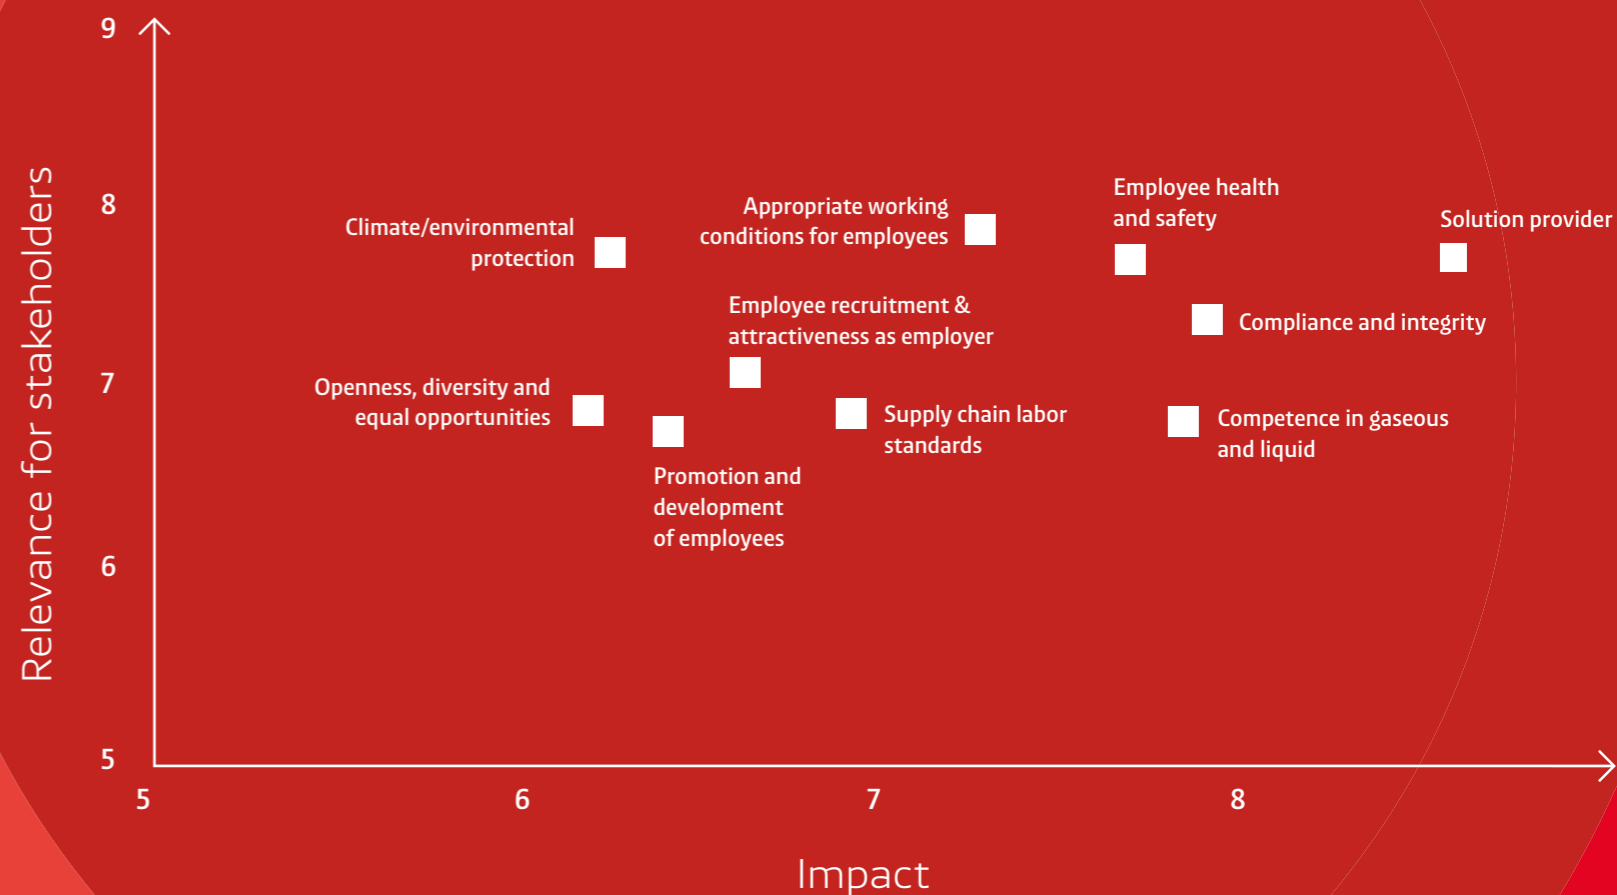 9
8
7
6
5
Relevance for stakeholders
Climate/environmental
protection
Appropriate working
conditions for employees
Employee health
and safety
Solution provider
Employee recruitment &
attractiveness as employer
Compliance and integrity
Openness, diversity and
equal opportunities
Supply chain labor
standards
Competence in gaseous
and liquid
Promotion and
development
of employees
5 6 7 8
Impact